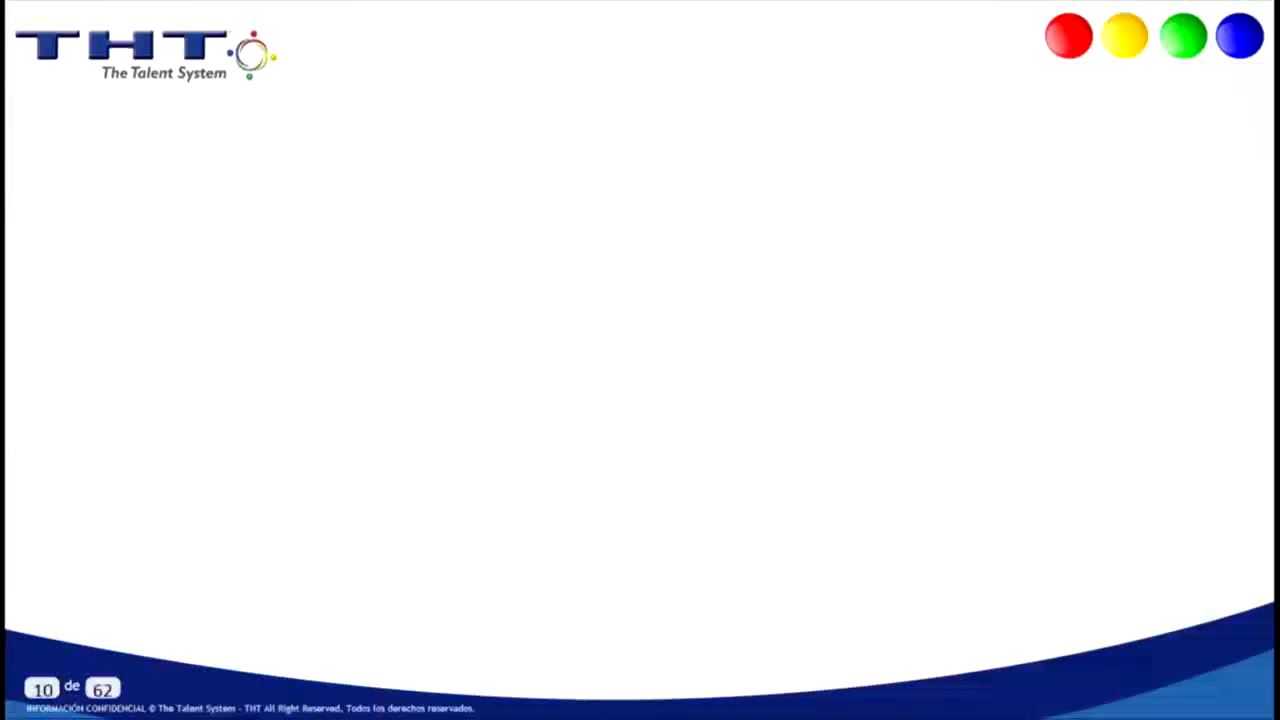 THT
The Talent System
10 de 62
INFORMACIÓN CONFIDENCIAL © The Talent System - THT All Right Reserved. Todos los derechos reservados.